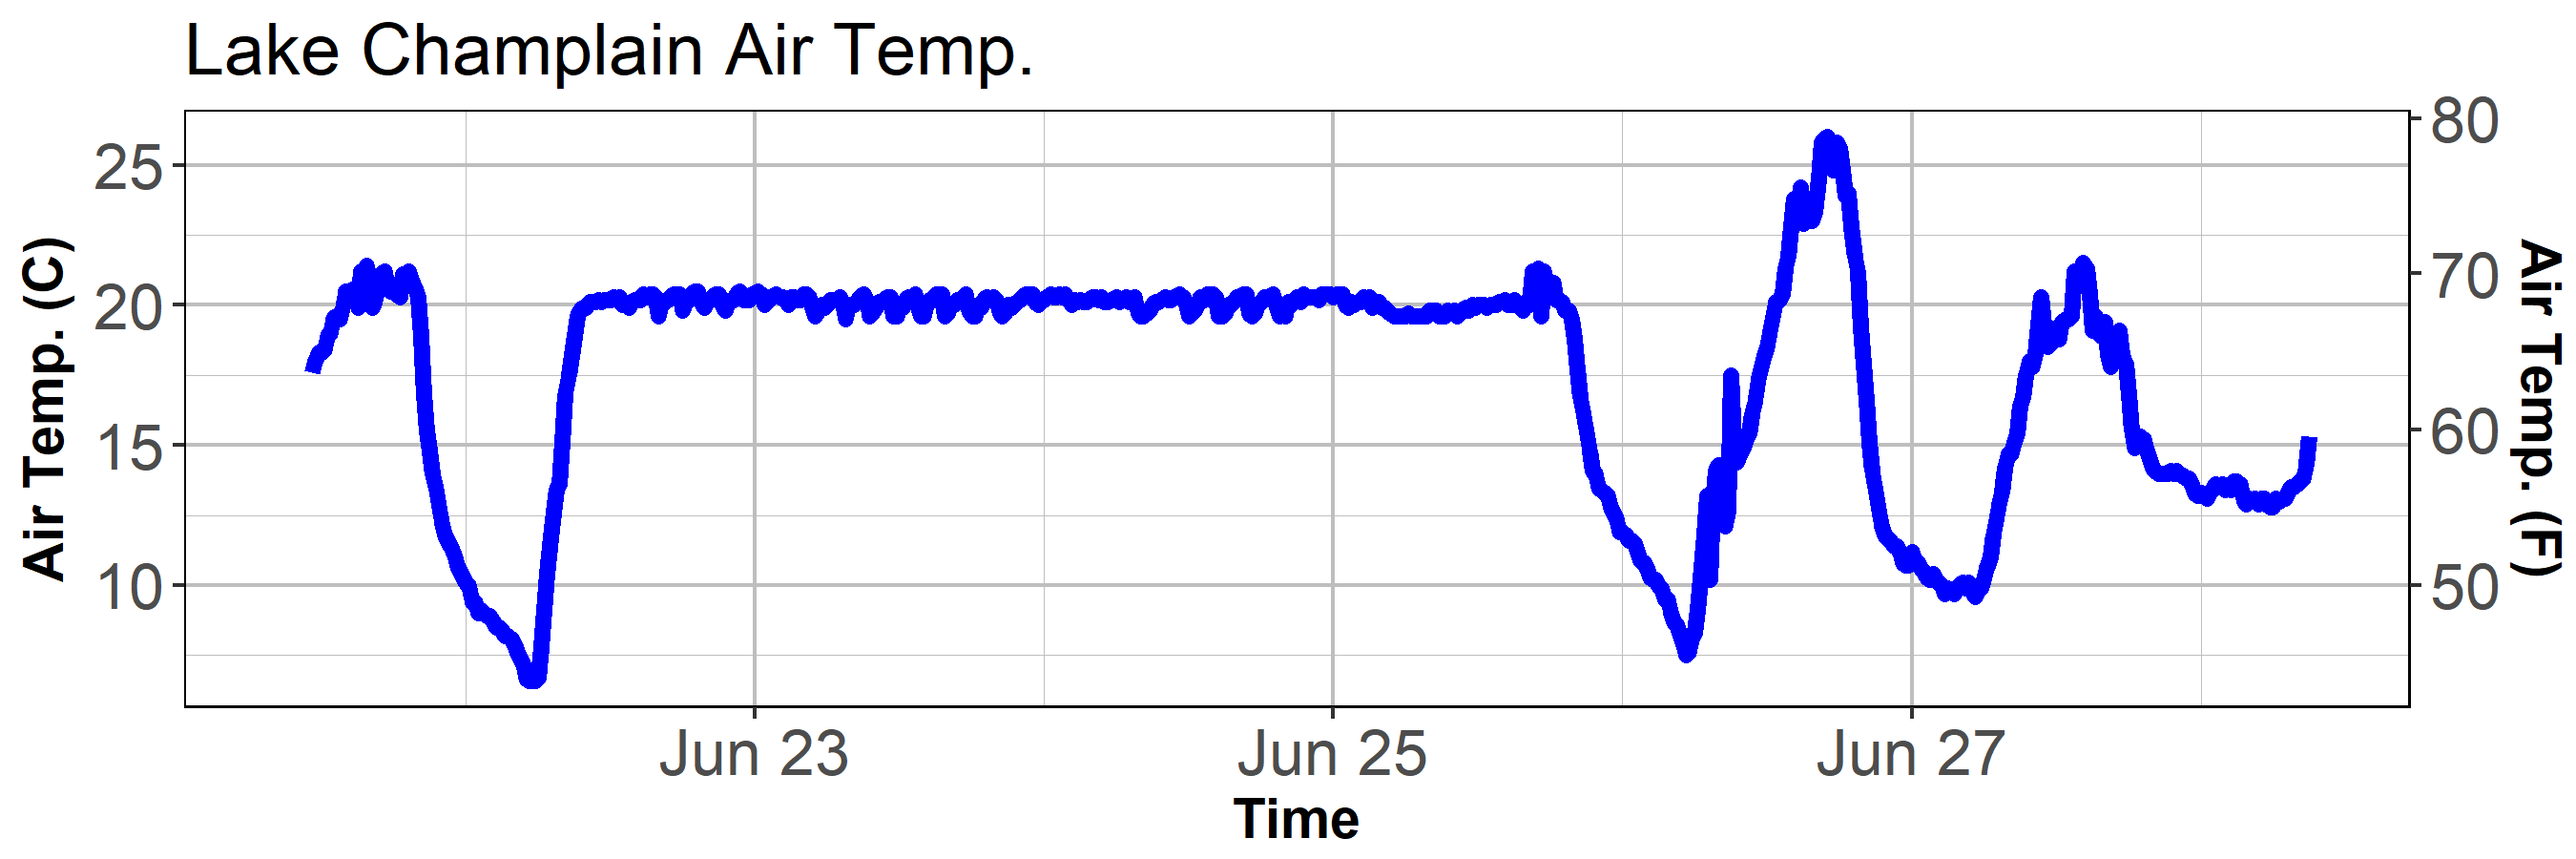 Lake Champlain Air Temp.
Air Temp. (C)
25
20
15
10
80
70
60
50
Air Temp. (F)
Jun 23
Jun 25
Jun 27
Time